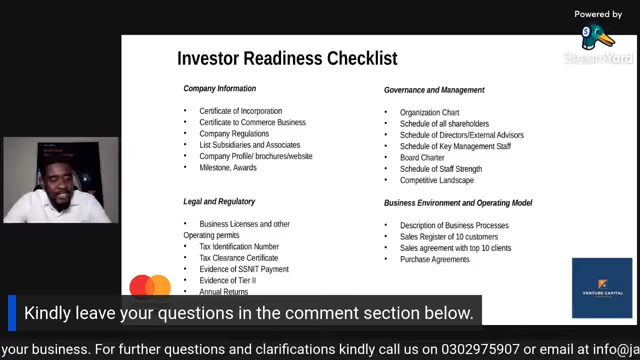 Powered by
StreamYard
Investor Readiness Checklist
Company Information
• Certificate of Incorporation
• Certificate to Commerce Business
• Company Regulations
• List Subsidiaries and Associates
• Company Profile/ brochures/website
• Milestone, Awards
Legal and Regulatory
• Business Licenses and other
Operating permits
• Tax Identification Number
• Tax Clearance Certificate
• Evidence of SSNIT Payment
• Evidence of Tier II
• Annual Returns
Governance and Management
• Organization Chart
• Schedule of all shareholders
• Schedule of Directors/External Advisors
• Schedule of Key Management Staff
• Board Charter
• Schedule of Staff Strength
• Competitive Landscape
Business Environment and Operating Model
• Description of Business Processes
• Sales Register of 10 customers
• Sales agreement with top 10 clients
• Purchase Agreements
VENTURE CAPITAL
Kindly leave your questions in the comment section below.
your business. For further questions and clarifications kindly call us on 0302975907 or email at info@ja